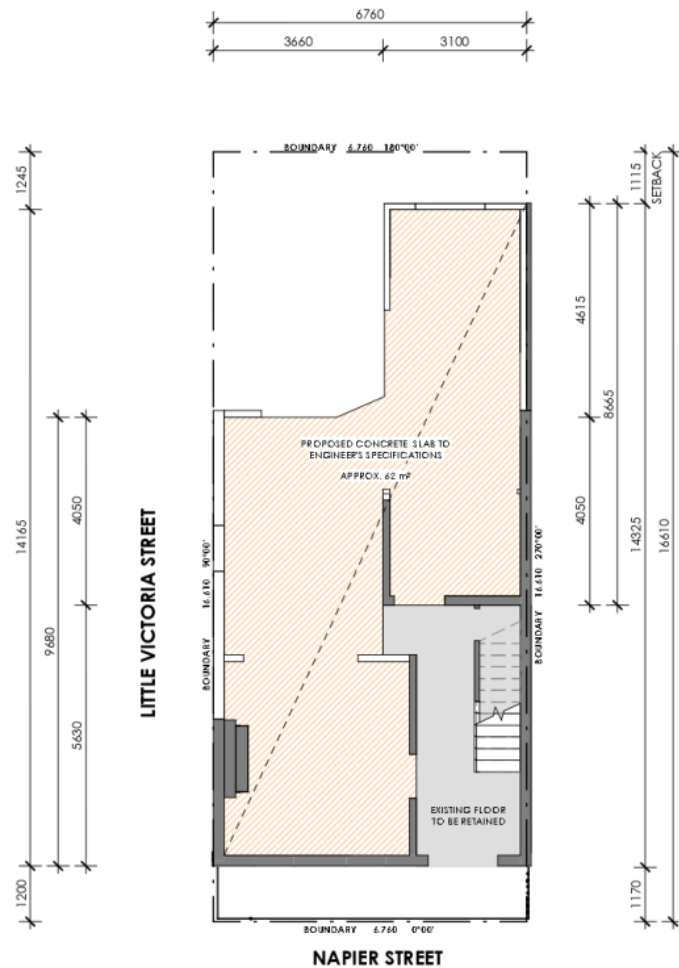 6760
3660 3100
BOUNDARY 6.760 180°00'
1245
1115
SETBACK
4615
8665
PROPOSED CONCRETE SLAB TO
ENGINEER'S SPECIFICATIONS
APPROX. 62 m²
14165
9680
4050
5630
LITTLE VICTORIA STREET
BOUNDARY 16.610 90°00'
BOUNDARY 16.610 270°00'
4050
14325
16610
EXISTING FLOOR
TO BE RETAINED
1200
1170
BOUNDARY 6.760 0°00'
NAPIER STREET